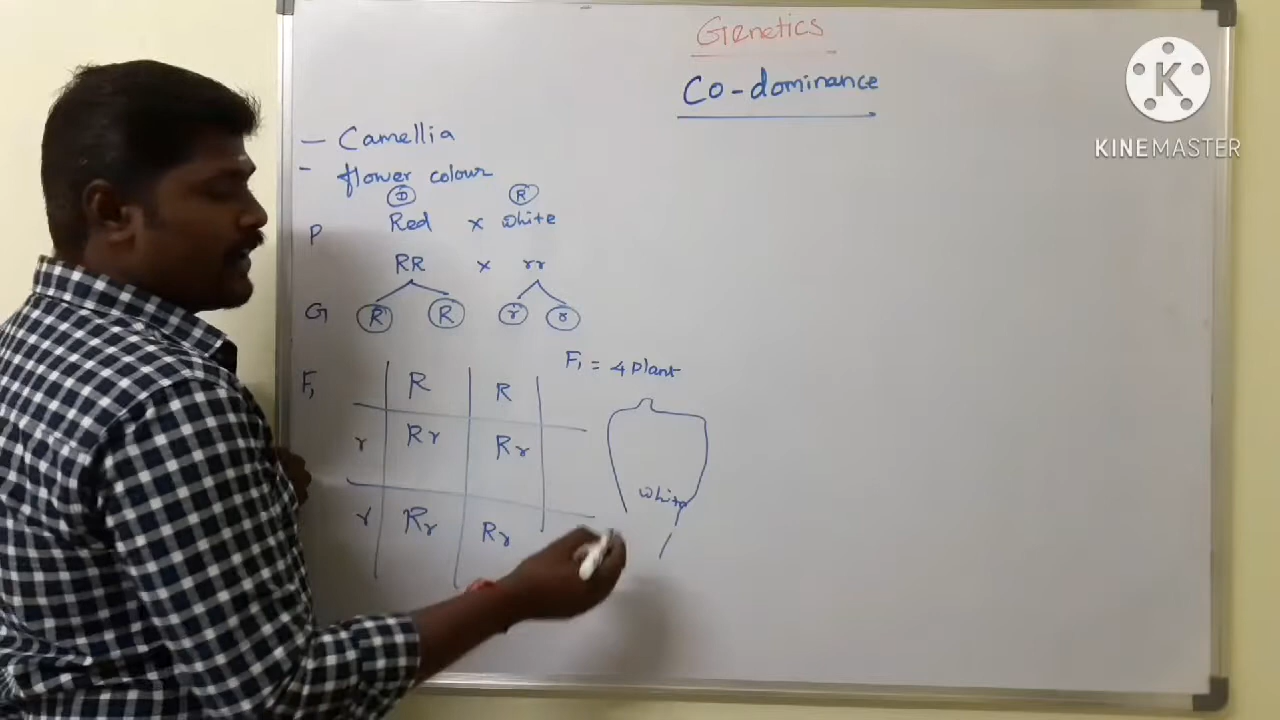 Genetics
Co-dominance
— Camellia
- flower colour
D R
P Red x white
RR x rr
G R R r r
F1 = 4 Plant
F1 R R
r Rr Rr
white
r Rr Rr
K
KINEMASTER